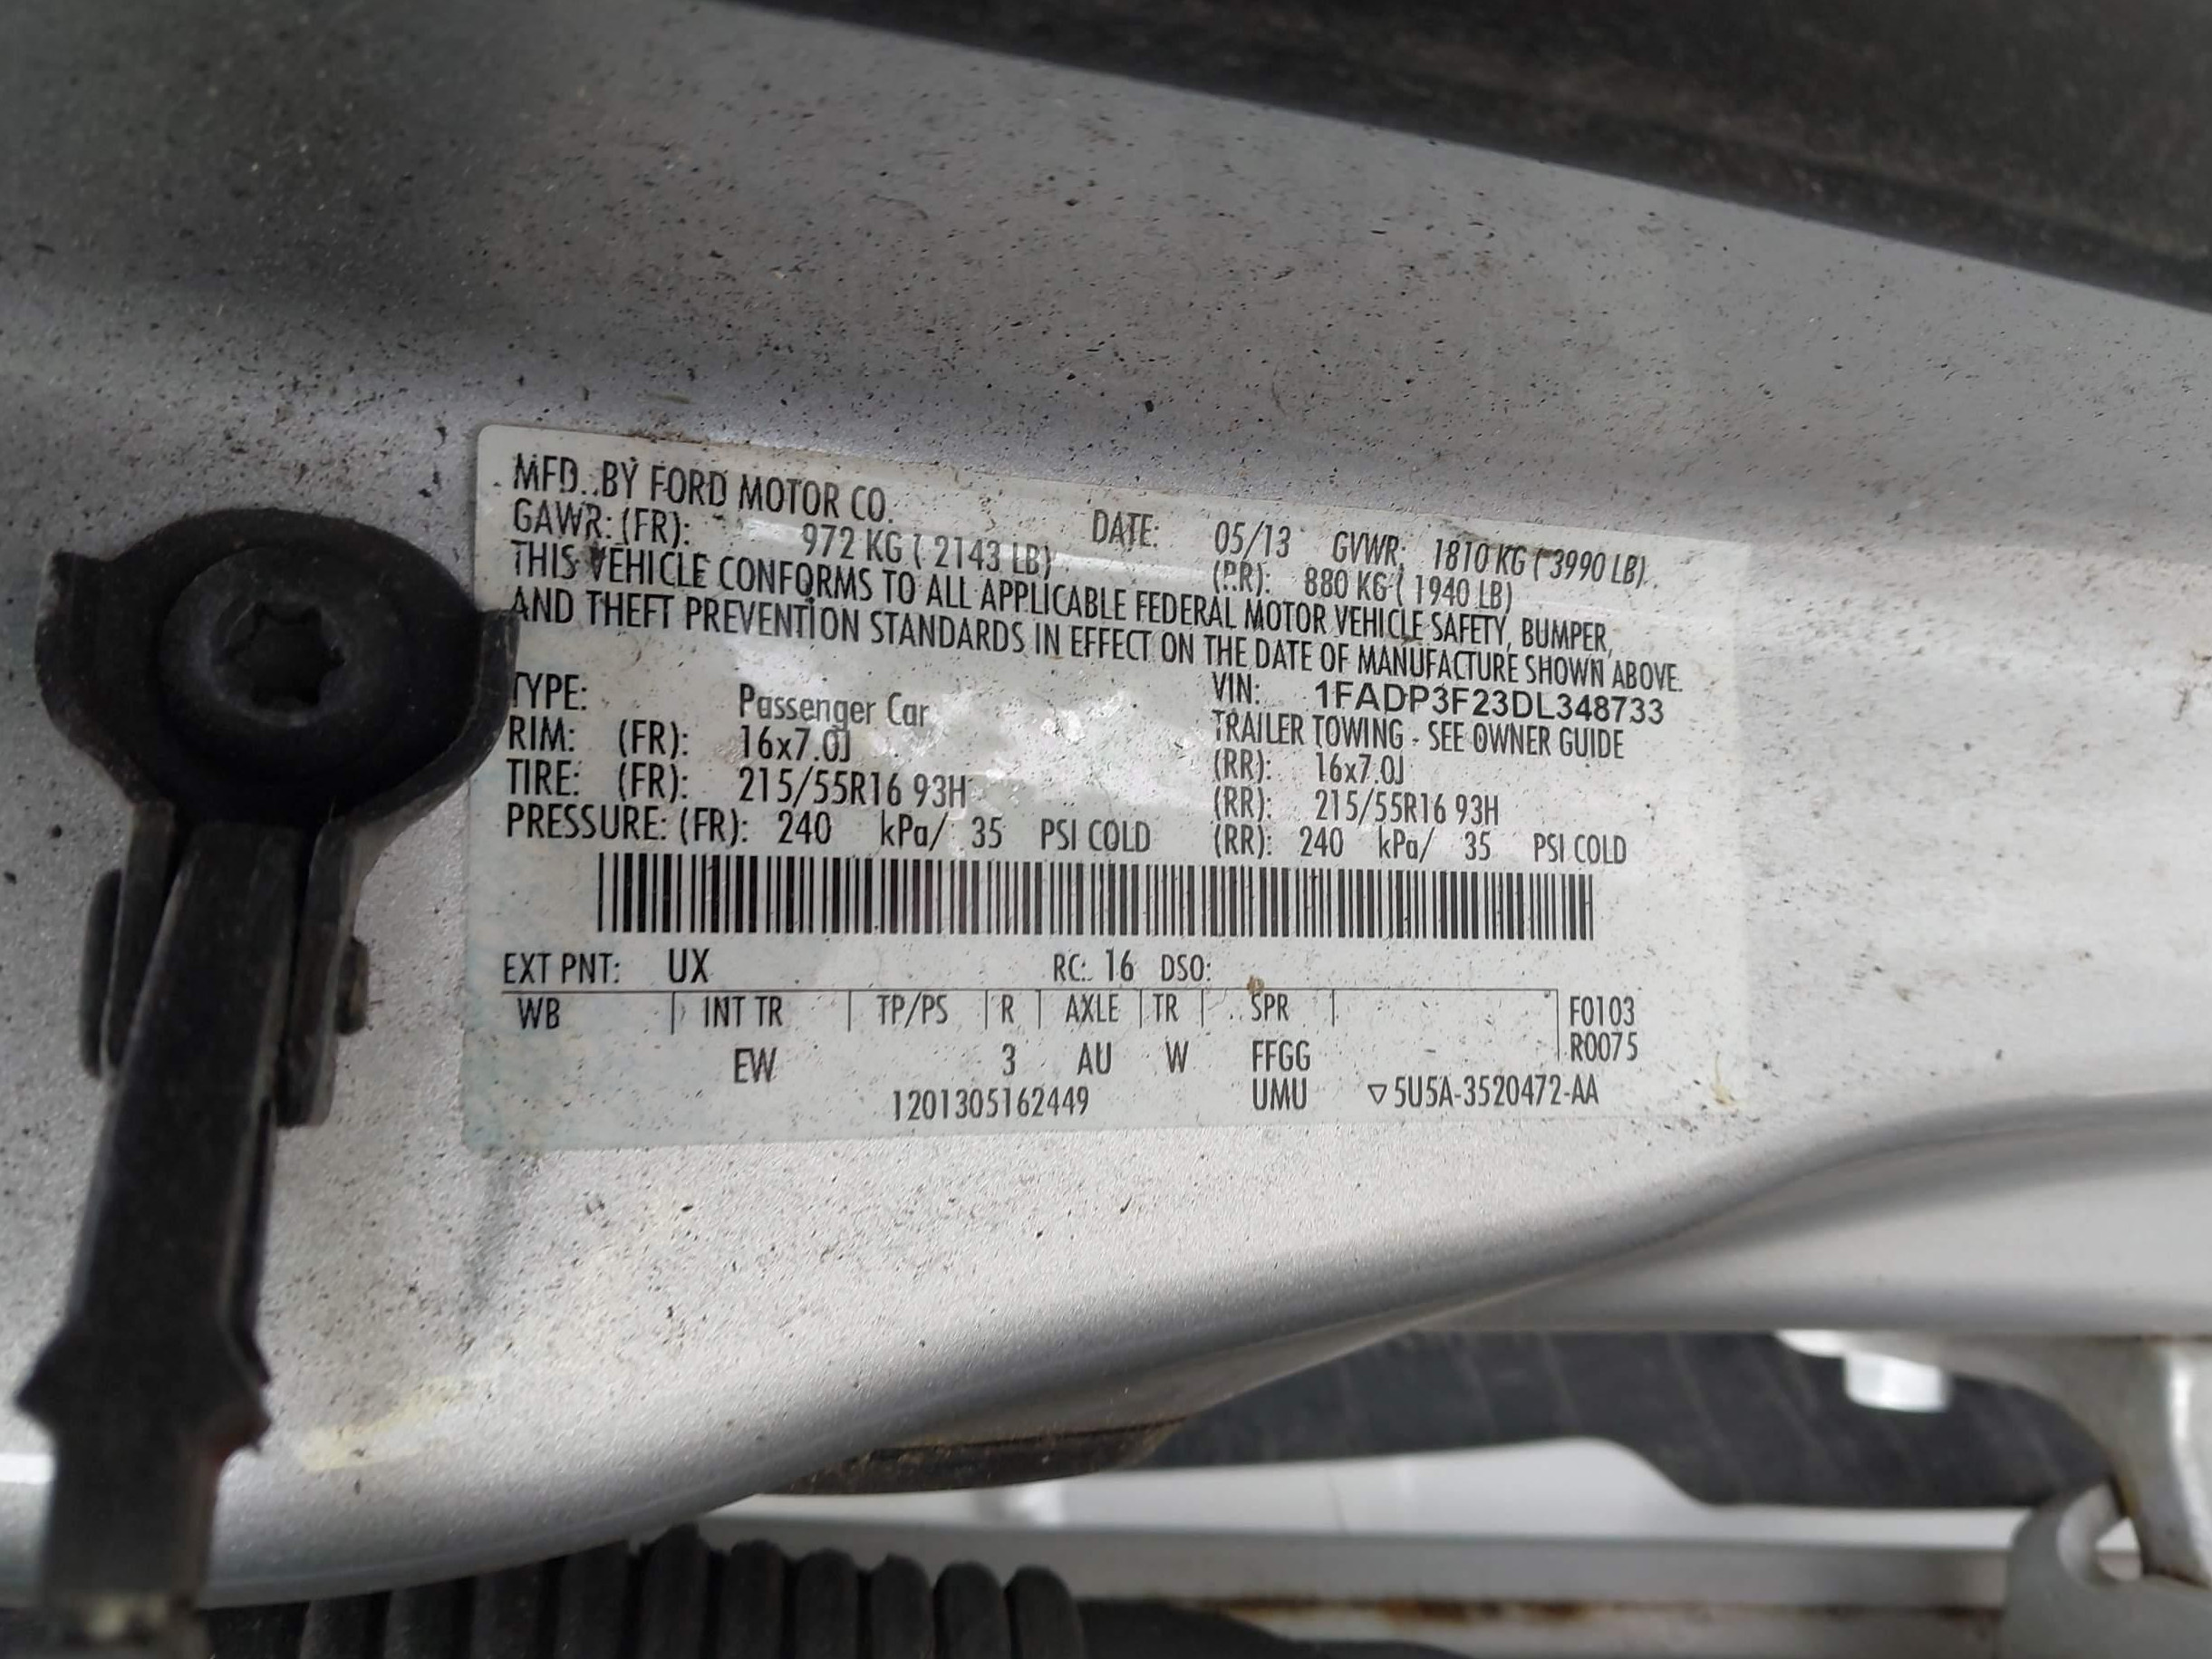 MFD. BY FORD MOTOR CO.
DATE: 05/13 GVWR: 1810 KG ( 3990 LB)
GAWR: (FR): 972 KG ( 2143 LB) (RR): 880 KG ( 1940 LB)
THIS VEHICLE CONFORMS TO ALL APPLICABLE FEDERAL MOTOR VEHICLE SAFETY, BUMPER,
AND THEFT PREVENTION STANDARDS IN EFFECT ON THE DATE OF MANUFACTURE SHOWN ABOVE.
VIN: 1FADP3F23DL348733
TYPE: Passenger Car TRAILER TOWING - SEE OWNER GUIDE
RIM: (FR): 16x7.0J (RR): 16x7.0J
TIRE: (FR): 215/55R16 93H (RR): 215/55R16 93H
PRESSURE: (FR): 240 kPa/ 35 PSI COLD (RR): 240 kPa/ 35 PSI COLD
EXT PNT: UX RC: 16 DSO:
WB | INT TR | TP/PS | R | AXLE | TR | SPR | F0103
EW 3 AU W FFGG R0075
1201305162449 UMU ▽5U5A-3520472-AA